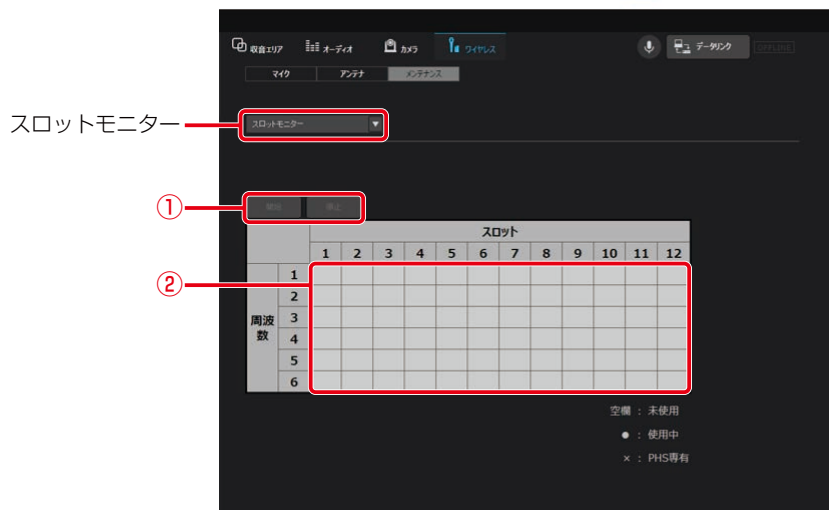 収音エリア オーディオ カメラ ワイヤレス データリンク OFFLINE
マイク アンテナ メンテナンス
スロットモニター スロットモニター
① 開始 停止
スロット
1 2 3 4 5 6 7 8 9 10 11 12
②
周波数
1
2
3
4
5
6
空欄 : 未使用
● : 使用中
× : PHS専有